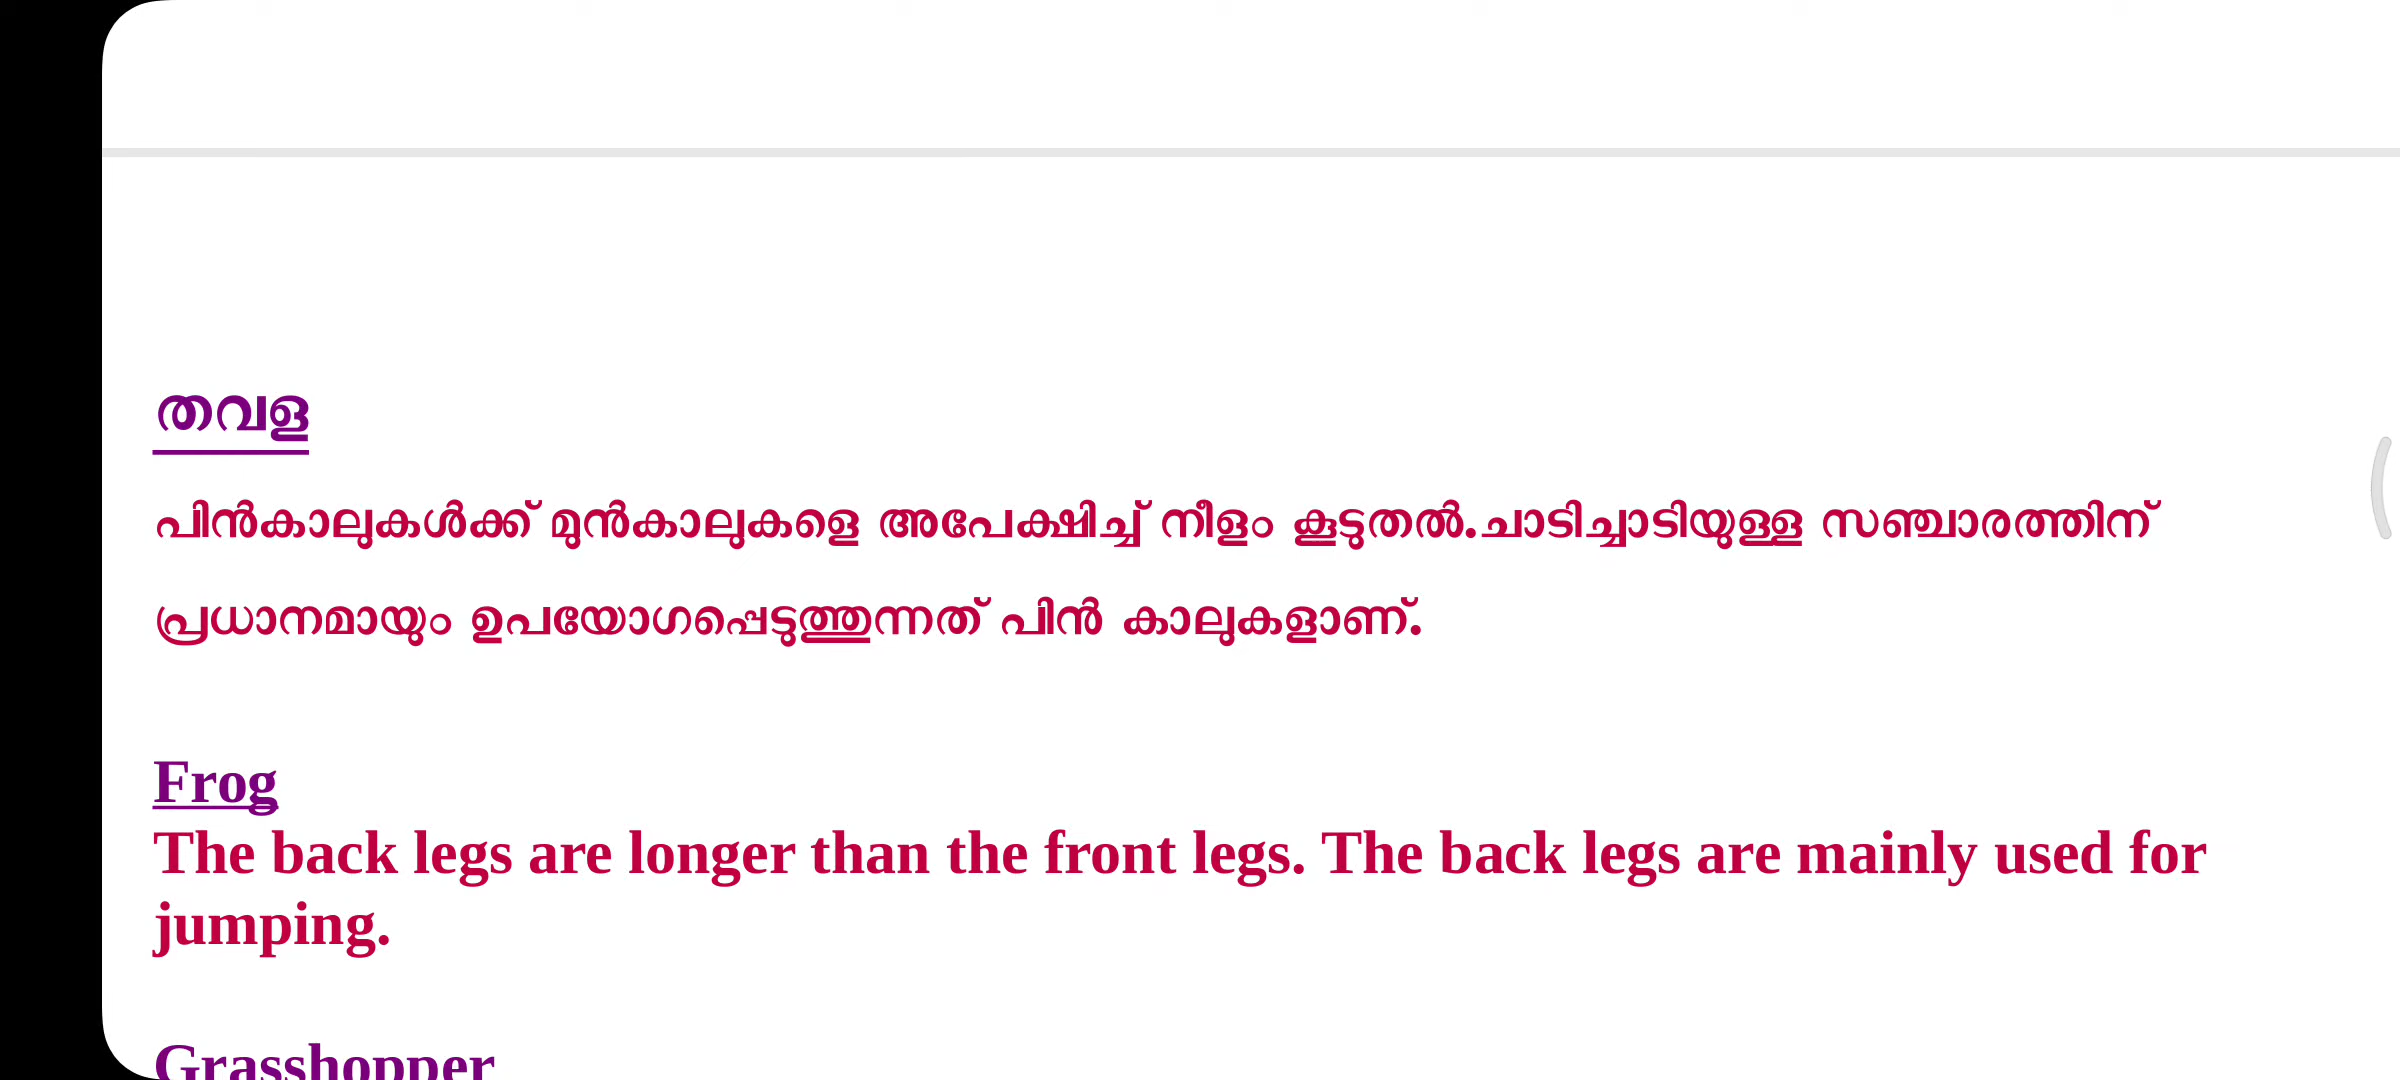 തവള
പിൻകാലുകൾക്ക് മുൻകാലുകളെ അപേക്ഷിച്ച് നീളം കൂടുതൽ.ചാടിച്ചാടിയുള്ള സഞ്ചാരത്തിന്
പ്രധാനമായും ഉപയോഗപ്പെടുത്തുന്നത് പിൻ കാലുകളാണ്.
Frog
The back legs are longer than the front legs. The back legs are mainly used for
jumping.
Grasshopper